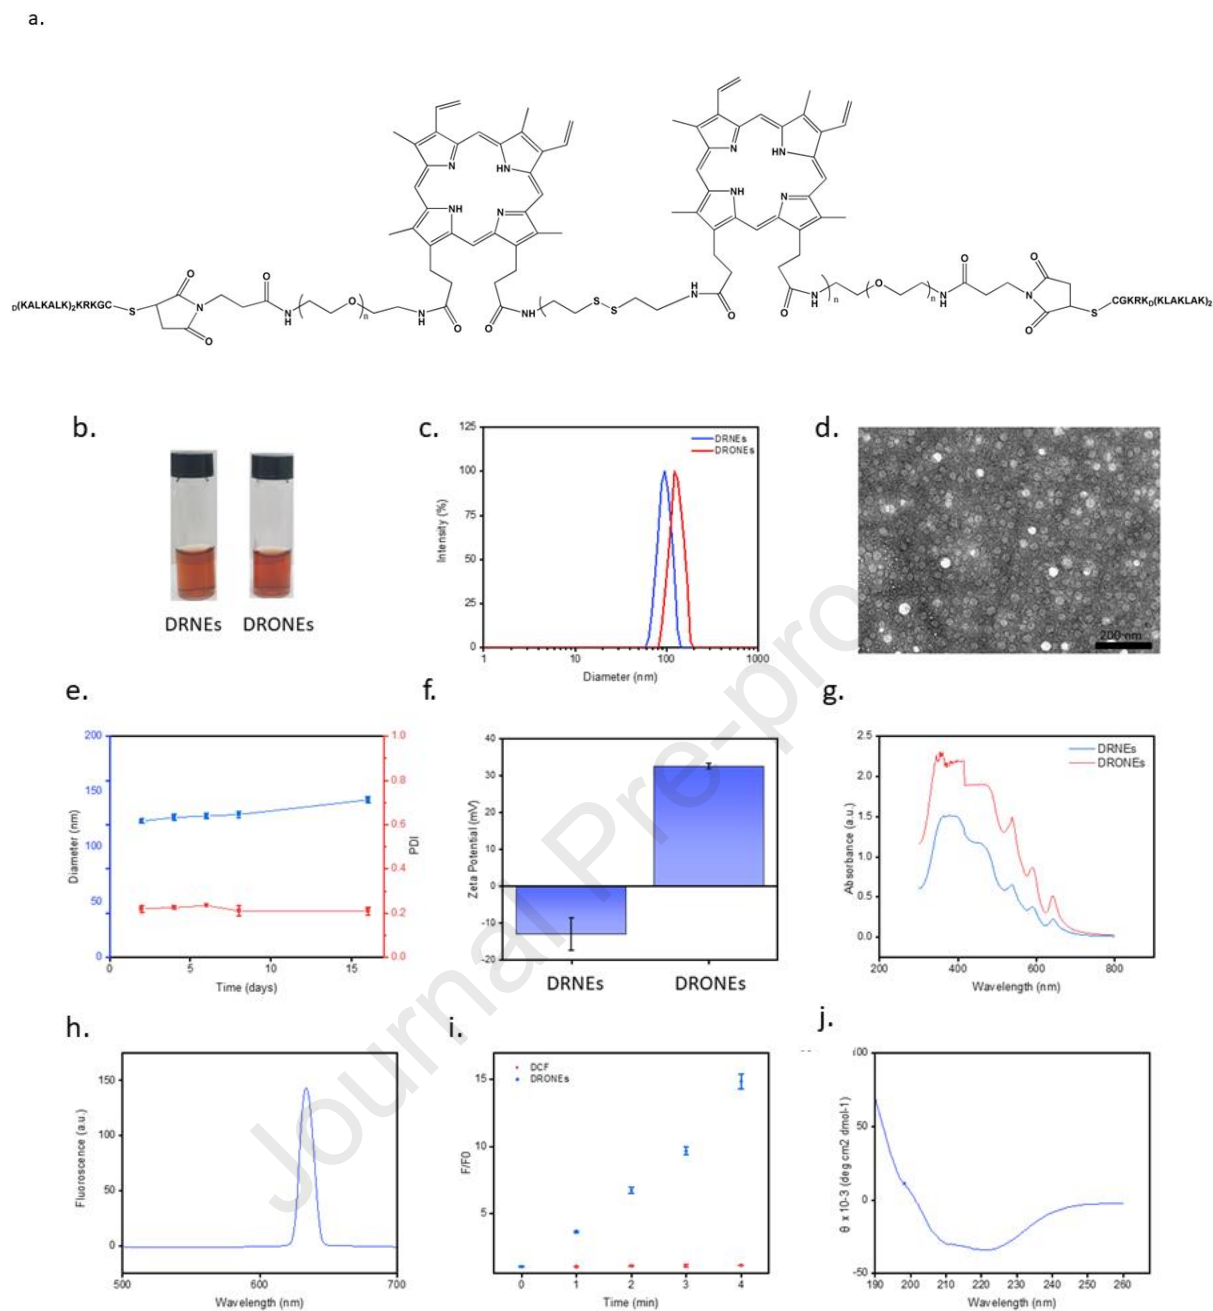 a.
N
HN
NH
N
N
HN
NH
N
D(KALKALK)2KRKGC
S
O
N
O
O
N
H
O
n
N
H
O
O
NH
n
S
S
N
H
O
O
N
H
n
O
n
NH
O
N
O
O
S
CGKRKD(KLAKLAK)2
b.
DRNEs DRONEs
c.
125
100
75
50
25
0
1 10 100 1000
Intensity (%)
Diameter (nm)
DRNEs
DRONEs
d.
200 nm
e.
200
150
100
50
0
0 5 10 15
1.0
0.8
0.6
0.4
0.2
0.0
Diameter (nm)
PDI
Time (days)
f.
40
30
20
10
0
-10
-20
Zeta Potential (mV)
DRNEs DRONEs
g.
2.5
2.0
1.5
1.0
0.5
0.0
200 400 600 800
Absorbance (a.u.)
Wavelength (nm)
DRNEs
DRONEs
h.
150
100
50
0
500 600 700
Fluoroscence (a.u.)
Wavelength (nm)
i.
15
10
5
0 1 2 3 4
F/F0
Time (min)
DCF
DRONEs
j.
100
50
0
-50
190 200 210 220 230 240 250 260
θ x 10-3 (deg cm2 dmol-1)
Wavelength (nm)
Journal Pre-pro